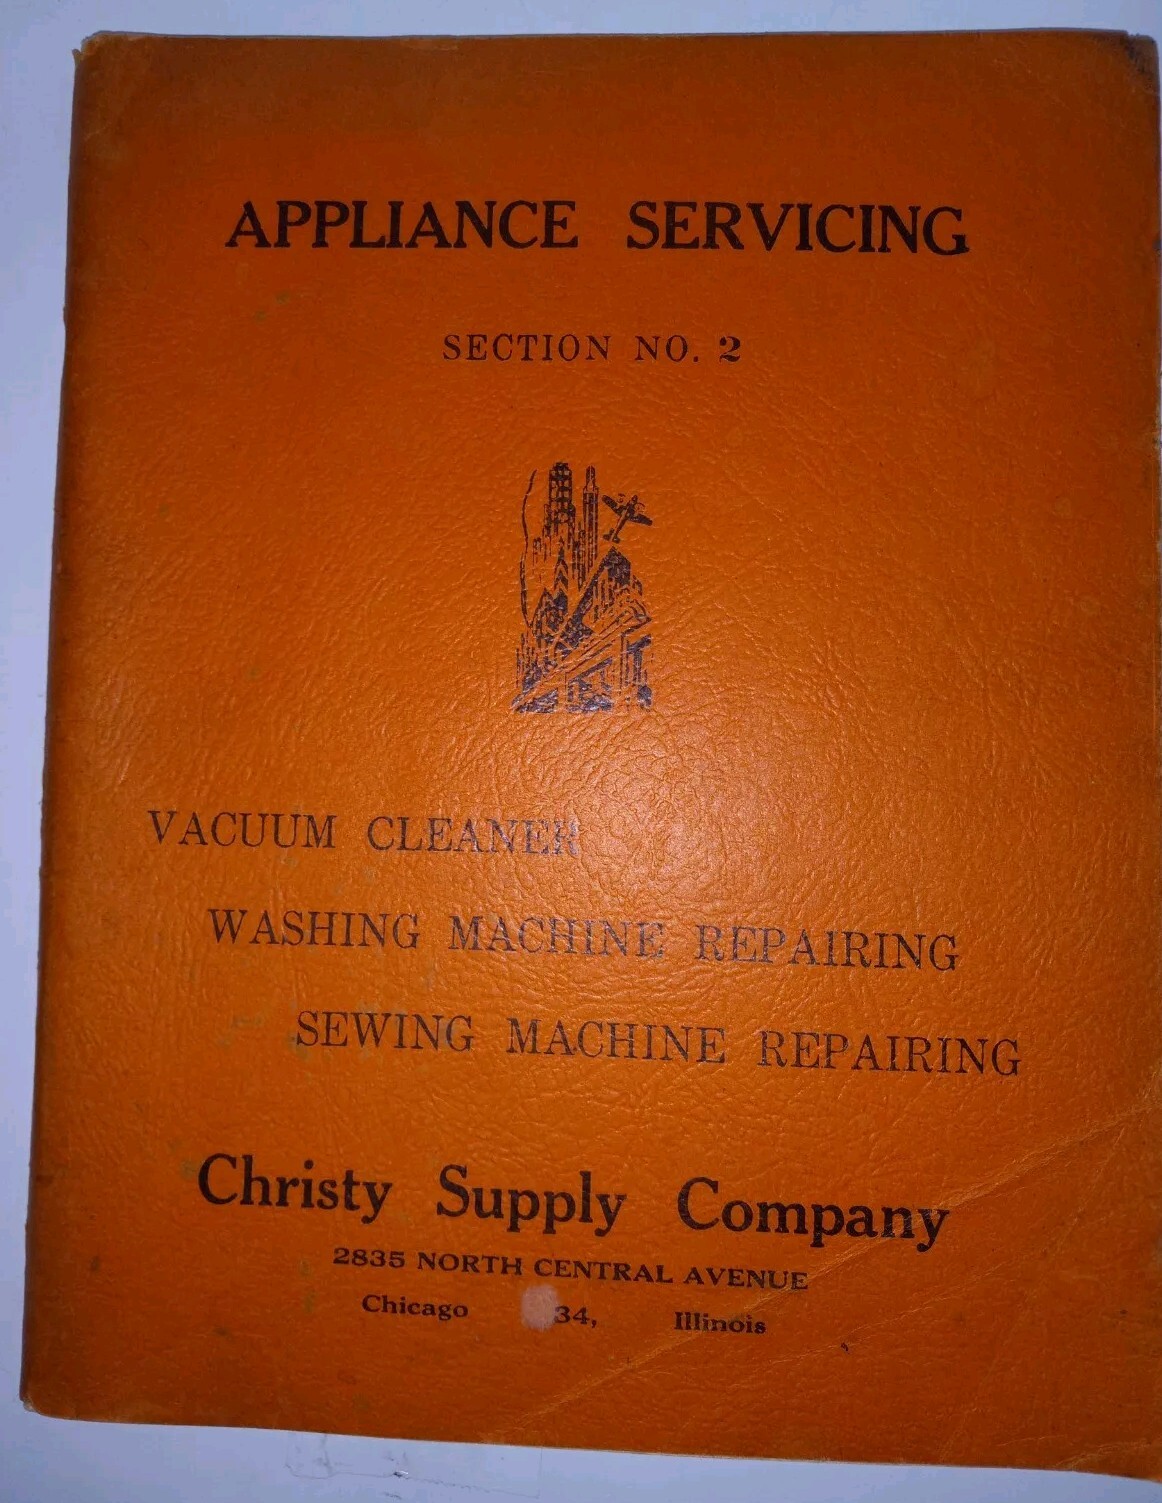 APPLIANCE SERVICING
SECTION NO. 2
VACUUM CLEANER
WASHING MACHINE REPAIRING
SEWING MACHINE REPAIRING
Christy Supply Company
2835 NORTH CENTRAL AVENUE
Chicago 34, Illinois